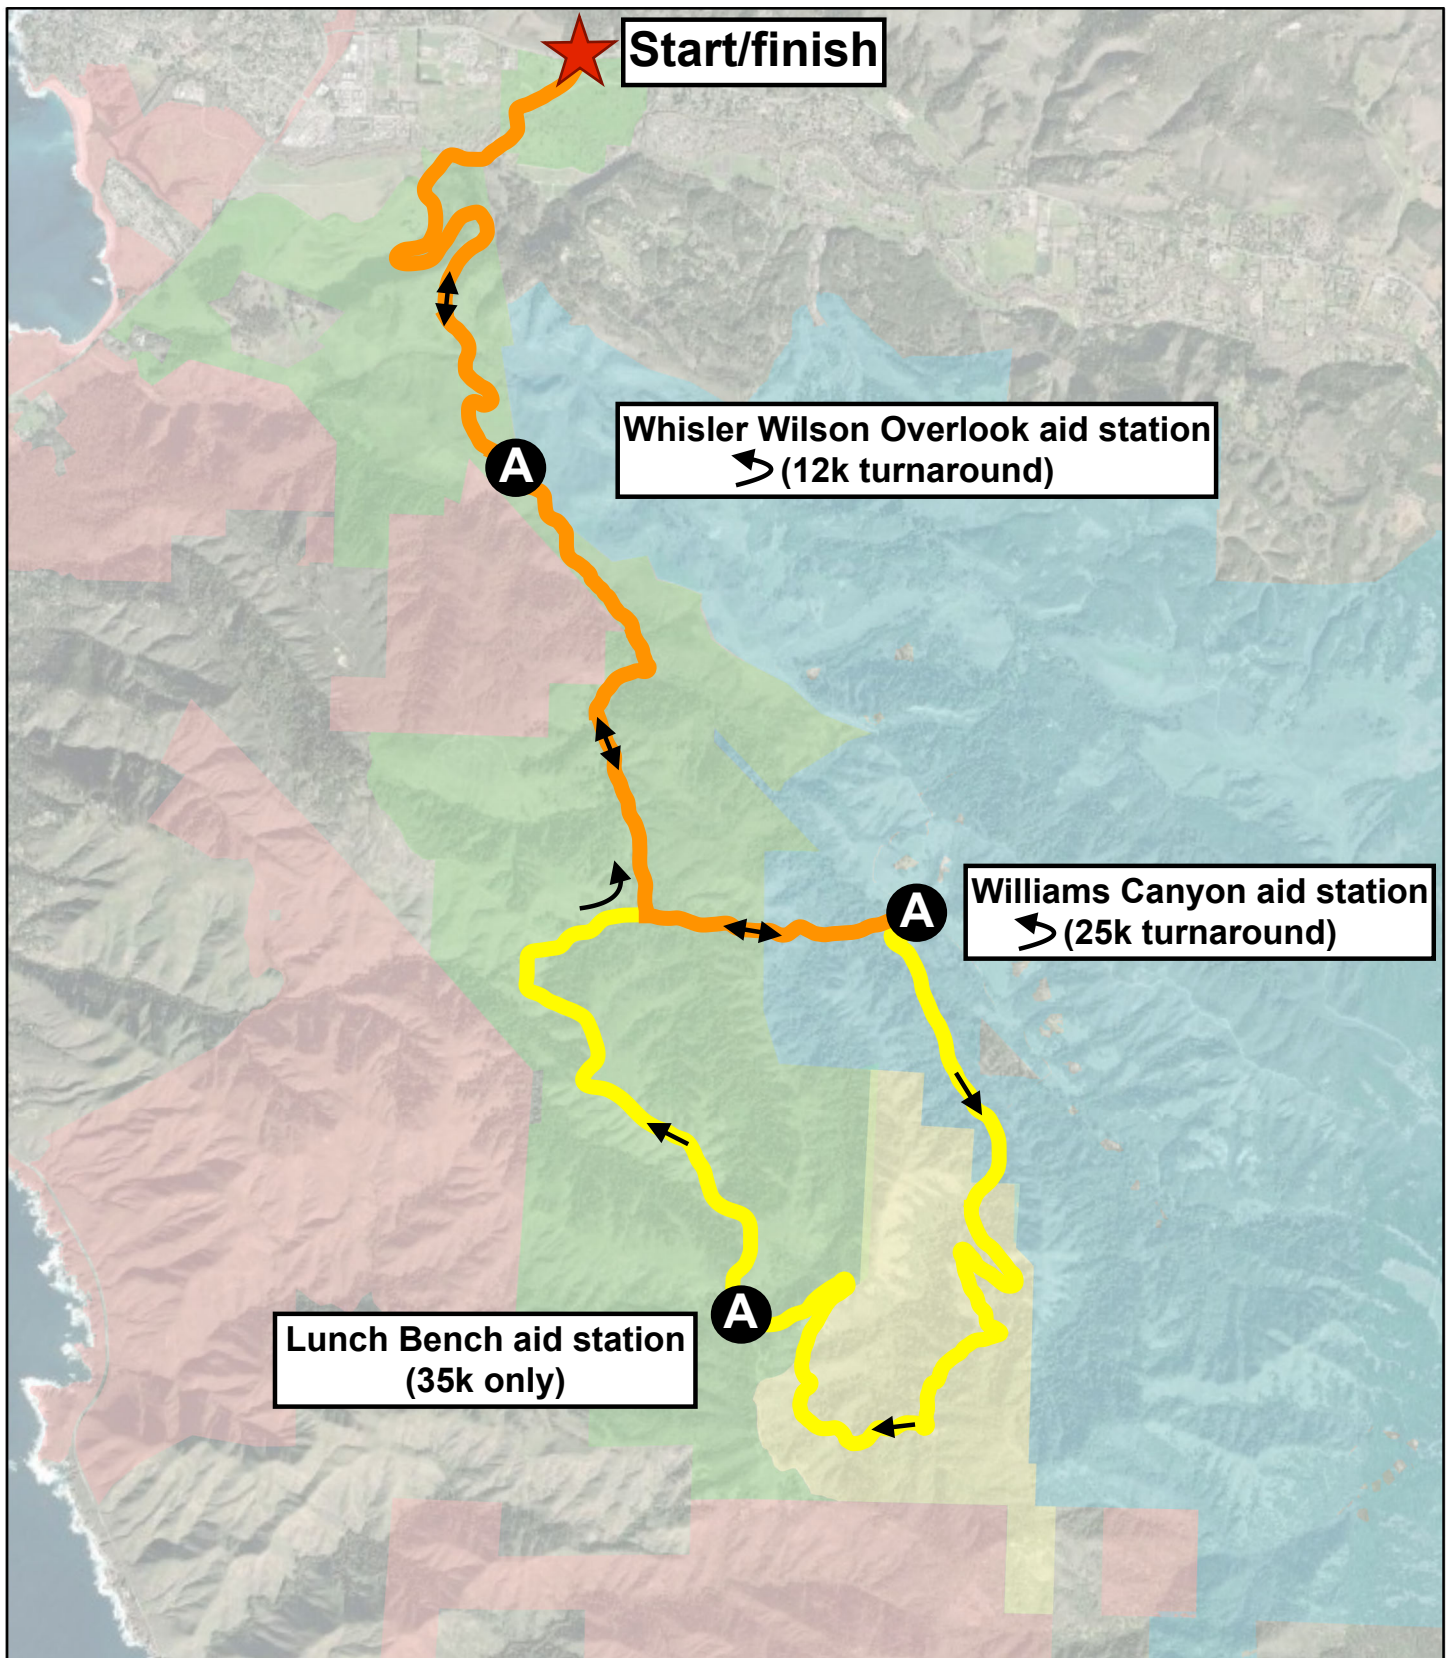 Start/finish
Whisler Wilson Overlook aid station
(12k turnaround)
A
A
Williams Canyon aid station
(25k turnaround)
A
Lunch Bench aid station
(35k only)